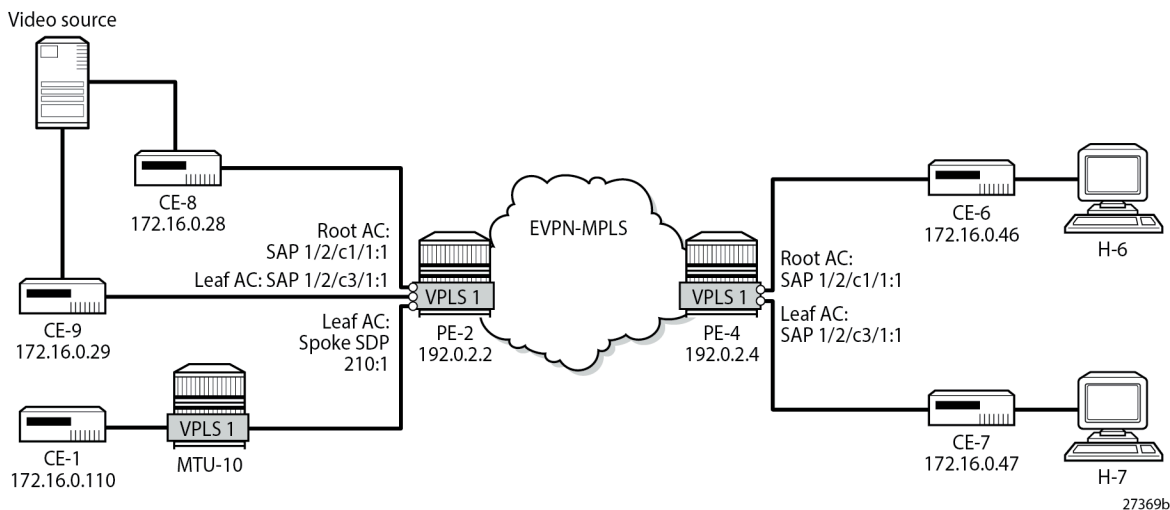 Video source
CE-8
172.16.0.28
Root AC:
SAP 1/2/c1/1:1
Leaf AC: SAP 1/2/c3/1:1
CE-9
172.16.0.29
Leaf AC:
Spoke SDP
210:1
VPLS 1
PE-2
192.0.2.2
CE-1
172.16.0.110
VPLS 1
MTU-10
EVPN-MPLS
VPLS 1
PE-4
192.0.2.4
Root AC:
SAP 1/2/c1/1:1
Leaf AC:
SAP 1/2/c3/1:1
CE-6
172.16.0.46
H-6
CE-7
172.16.0.47
H-7
27369b